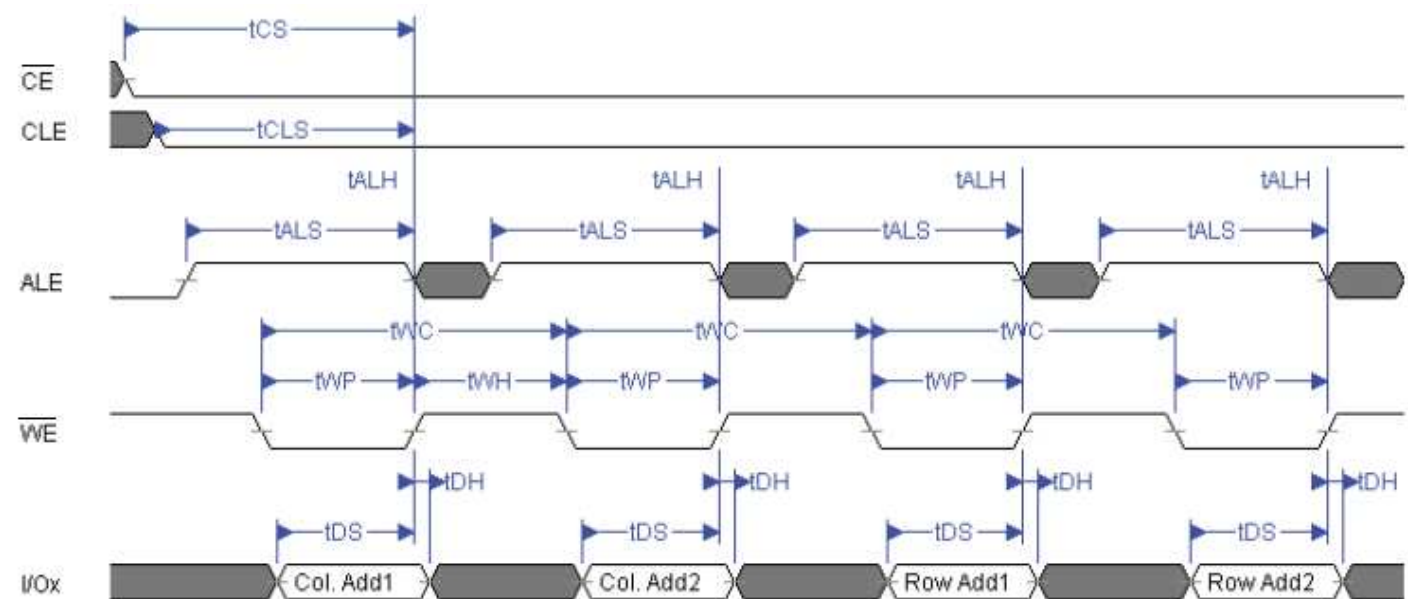 tCS
CE
CLE
tCLS
tALH tALH tALH tALH
tALS tALS tALS tALS
ALE
tWC tWC tWC
tWP tWH tWP tWP tWP
WE
tDH tDH tDH tDH
tDS tDS tDS tDS
I/Ox Col. Add1 Col. Add2 Row Add1 Row Add2